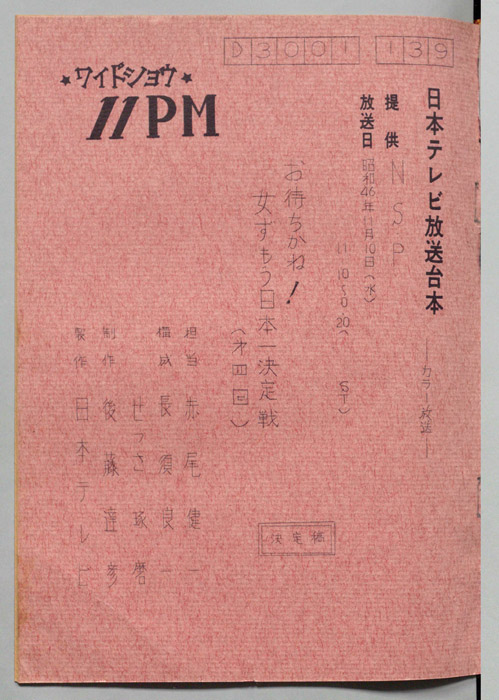 D3001 139
日本テレビ放送台本
―カラー放送―
提供 NSP
放送日 昭和46年11月10日(水)
11.10〜0.20
ST)
お待ちかね!
女ずもう日本一決定戦
(才四回)
★ワイドショウ★
11PM
担当 赤尾健一
構成 長須良一
せっさ琢磨
制作 後藤達彦
製作 日本テレビ
決定稿